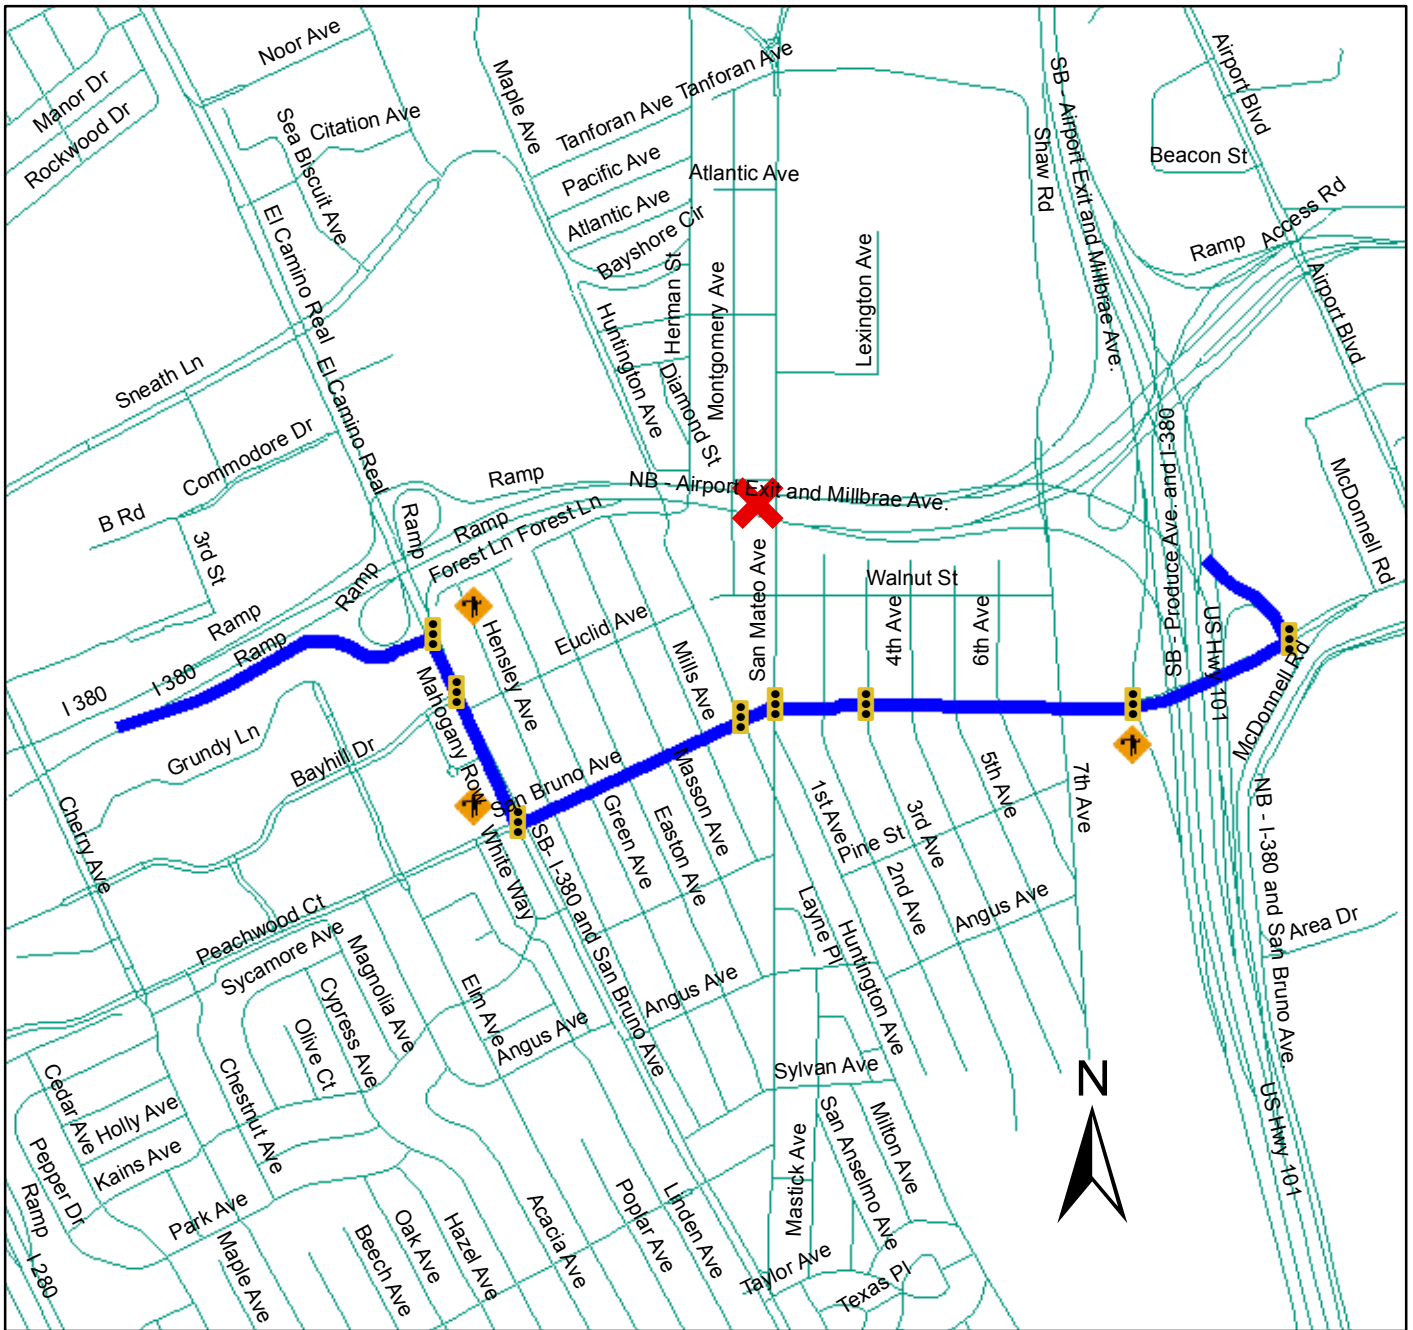 Noor Ave
Manor Dr
Rockwood Dr
Sea Biscuit Ave
Citation Ave
Maple Ave
Tanforan Ave
Tanforan Ave
Pacific Ave
Atlantic Ave
Atlantic Ave
Bayshore Cir
Herman St
Montgomery Ave
Lexington Ave
Shaw Rd
SB - Airport Exit and Millbrae Ave.
Airport Blvd
Beacon St
Ramp
Access Rd
Airport Blvd
El Camino Real
El Camino Real
Sneath Ln
Commodore Dr
B Rd
3rd St
Huntington Ave
Diamond St
Ramp
NB - Airport Exit and Millbrae Ave.
Ramp
Ramp
Forest Ln
Forest Ln
Ramp
Ramp
Ramp
I 380
I 380
Walnut St
San Mateo Ave
4th Ave
6th Ave
SB - Produce Ave. and I-380
US Hwy 101
McDonnell Rd
McDonnell Rd
Hensley Ave
Euclid Ave
Mills Ave
Mahogany Row
Grundy Ln
Bayhill Dr
San Bruno Ave
Masson Ave
Green Ave
Easton Ave
Cherry Ave
White Way
SB- I-380 and San Bruno Ave
1st Ave
Pine St
3rd Ave
2nd Ave
5th Ave
7th Ave
Angus Ave
Layne Pl
Huntington Ave
Peachwood Ct
Sycamore Ave
Magnolia Ave
Cypress Ave
Olive Ct
Elm Ave
Angus Ave
Angus Ave
NB - I-380 and San Bruno Ave.
Area Dr
US Hwy 101
N
Sylvan Ave
Cedar Ave
Holly Ave
Kains Ave
Chestnut Ave
Pepper Dr
Ramp
I 280
Park Ave
Maple Ave
Beech Ave
Oak Ave
Hazel Ave
Acacia Ave
Poplar Ave
Linden Ave
Mastick Ave
San Anselmo Ave
Milton Ave
Taylor Ave
Texas Pl